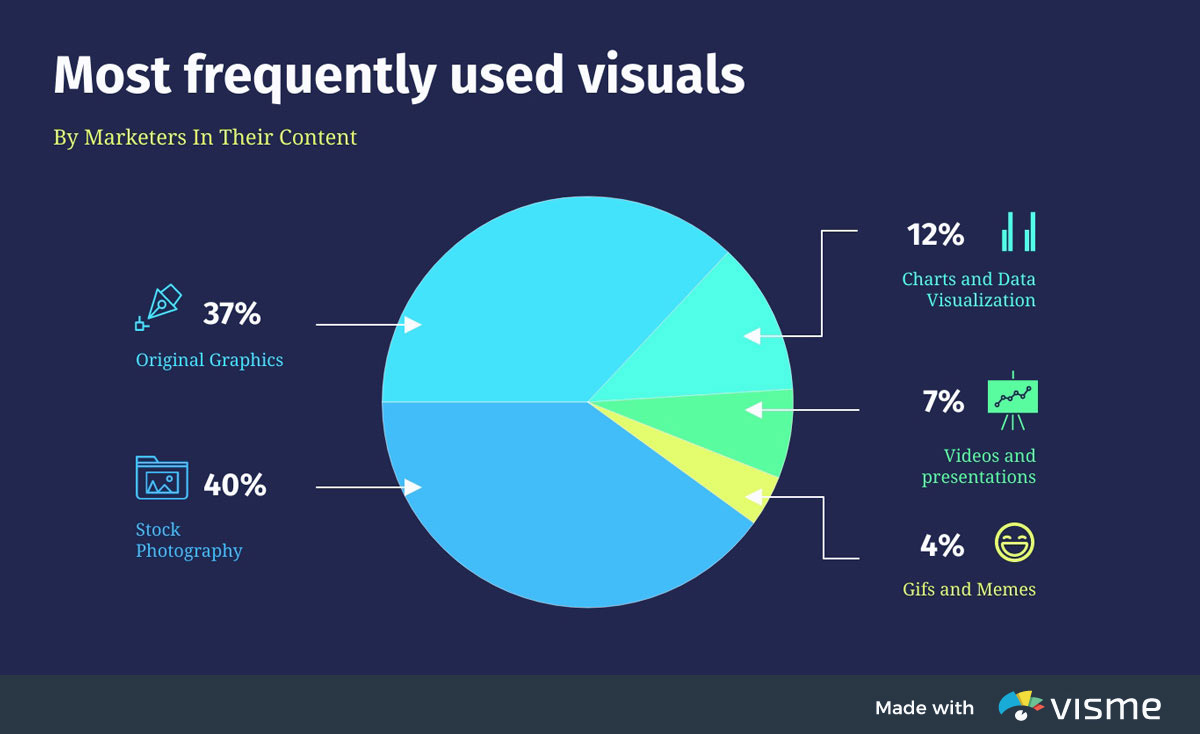 Most frequently used visuals
By Marketers In Their Content
37%
Original Graphics
40%
Stock
Photography
12%
Charts and Data
Visualization
7%
Videos and
presentations
4%
Gifs and Memes
Made with
visme